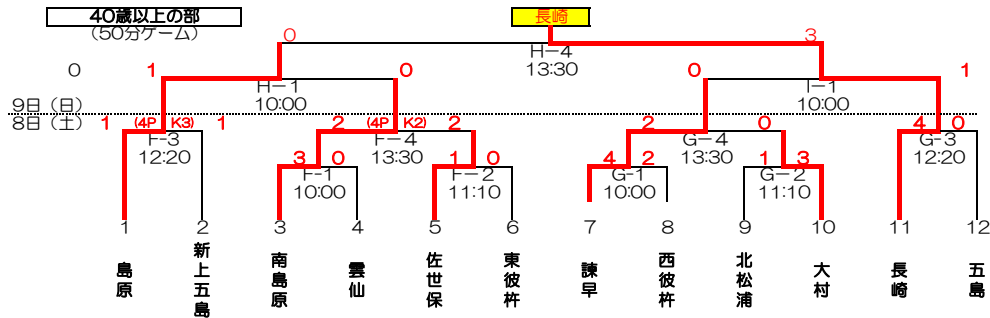 40歳以上の部
(50分ゲーム)
長崎
0
3
H－4
13:30
0
1
0
0
1
H－1
10:00
I－1
10:00
9日（日）
8日（土）
1
(4P K3)
1
2
(4P K2)
2
2
0
4
0
F-3
12:20
F－4
13:30
G－4
13:30
G-3
12:20
3
0
1
0
4
2
1
3
F-1
10:00
F－2
11:10
G-1
10:00
G－2
11:10
1
2
3
4
5
6
7
8
9
10
11
12
島原
新上五島
南島原
雲仙
佐世保
東彼杵
諫早
西彼杵
北松浦
大村
長崎
五島